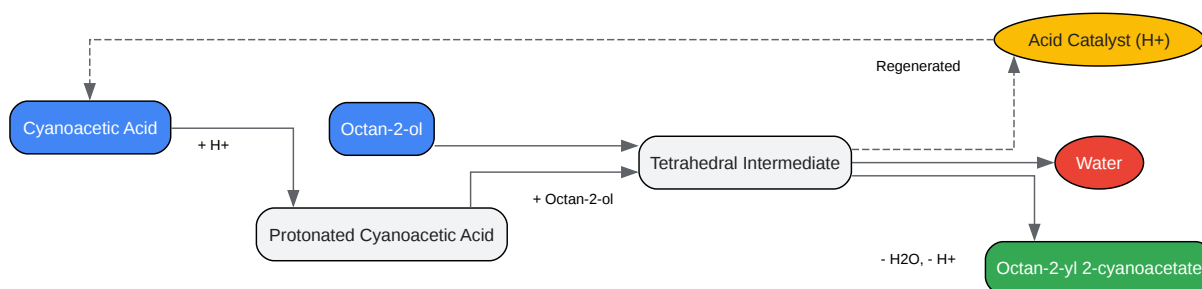 Acid Catalyst (H+)
Regenerated
Cyanoacetic Acid
Octan-2-ol
+ H+
Tetrahedral Intermediate
Water
+ Octan-2-ol
Protonated Cyanoacetic Acid
- H2O, - H+
Octan-2-yl 2-cyanoacetate